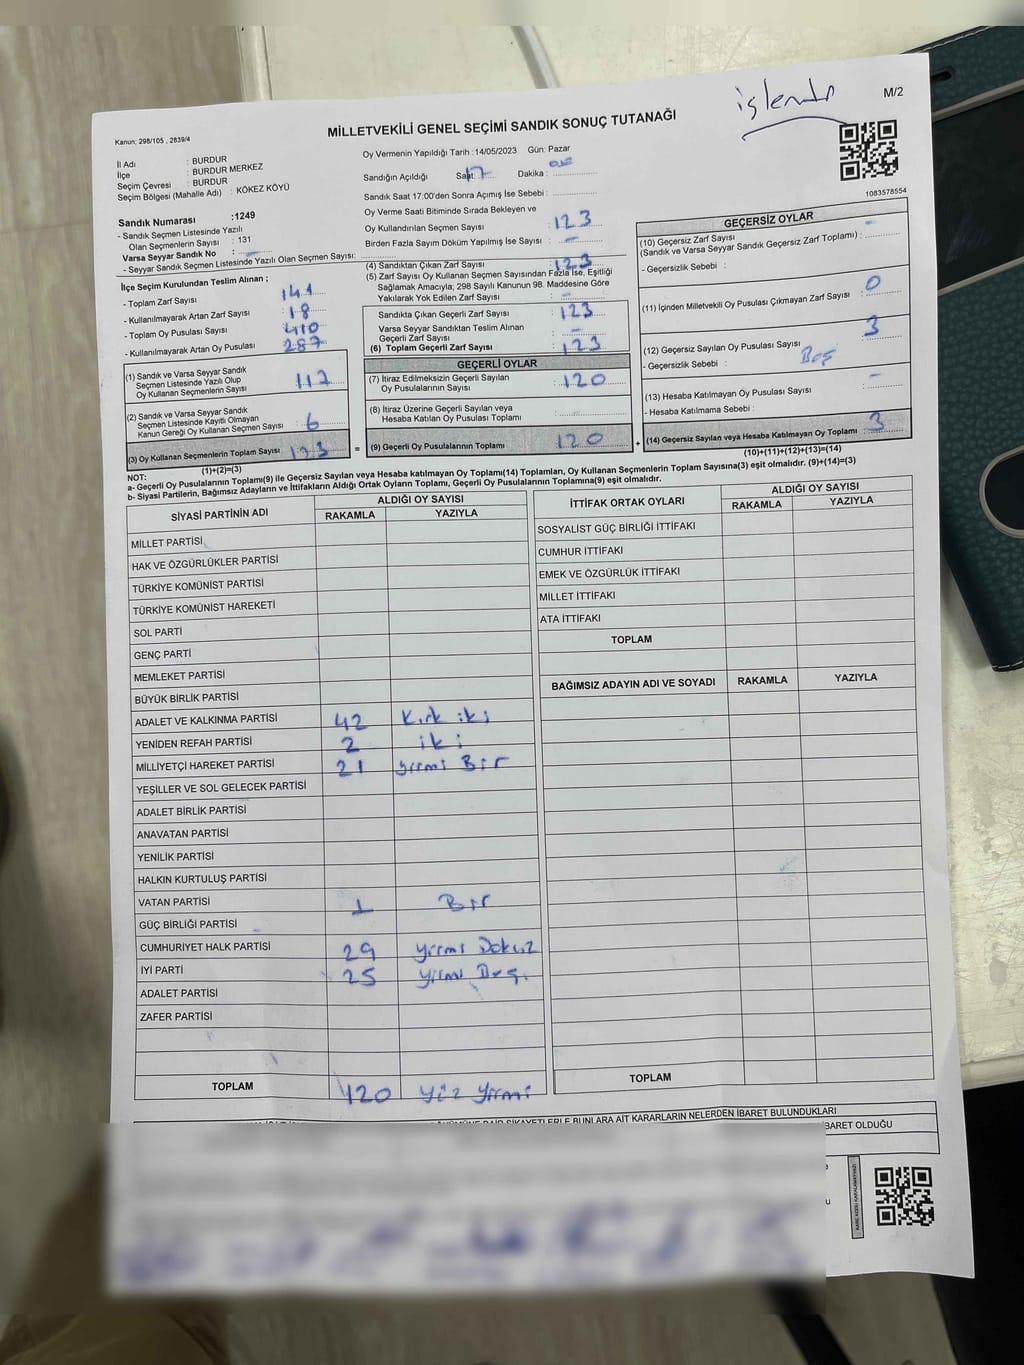 işlendi
M/2
Kanun; 298/105 , 2839/4
MİLLETVEKİLİ GENEL SEÇİMİ SANDIK SONUÇ TUTANAĞI
1083578554
İl Adı : BURDUR
İlçe : BURDUR MERKEZ
Seçim Çevresi : BURDUR
Seçim Bölgesi (Mahalle Adı) : KÖKEZ KÖYÜ
Sandık Numarası :1249
- Sandık Seçmen Listesinde Yazılı
Olan Seçmenlerin Sayısı : 131
Varsa Seyyar Sandık No : -
- Seyyar Sandık Seçmen Listesinde Yazılı Olan Seçmen Sayısı:
Oy Vermenin Yapıldığı Tarih :14/05/2023 Gün: Pazar
Sandığın Açıldığı Saat: 17 Dakika :
Sandık Saat 17:00'den Sonra Açımış İse Sebebi :
Oy Verme Saati Bitiminde Sırada Bekleyen ve
Oy Kullandırılan Seçmen Sayısı : 123
Birden Fazla Sayım Döküm Yapılmış İse Sayısı : -
İlçe Seçim Kurulundan Teslim Alınan ;
- Toplam Zarf Sayısı : 141
- Kullanılmayarak Artan Zarf Sayısı : 18
- Toplam Oy Pusulası Sayısı : 410
- Kullanılmayarak Artan Oy Pusulası : 287
(1) Sandık ve Varsa Seyyar Sandık
Seçmen Listesinde Yazılı Olup
Oy Kullanan Seçmenlerin Sayısı : 117
(2) Sandık ve Varsa Seyyar Sandık
Seçmen Listesinde Kayıtlı Olmayan
Kanun Gereği Oy Kullanan Seçmen Sayısı : 6
(3) Oy Kullanan Seçmenlerin Toplam Sayısı : 123
(1)+(2)=(3)
(4) Sandıktan Çıkan Zarf Sayısı : 123
(5) Zarf Sayısı Oy Kullanan Seçmen Sayısından Fazla İse, Eşitliği
Sağlamak Amacıyla; 298 Sayılı Kanunun 98. Maddesine Göre
Yakılarak Yok Edilen Zarf Sayısı : -
Sandıkta Çıkan Geçerli Zarf Sayısı : 123
Varsa Seyyar Sandıktan Teslim Alınan
Geçerli Zarf Sayısı : -
(6) Toplam Geçerli Zarf Sayısı : 123
GEÇERLİ OYLAR
(7) İtiraz Edilmeksizin Geçerli Sayılan
Oy Pusulalarının Sayısı : 120
(8) İtiraz Üzerine Geçerli Sayılan veya
Hesaba Katılan Oy Pusulası Toplamı :
= (9) Geçerli Oy Pusulalarının Toplamı : 120 +
GEÇERSİZ OYLAR
(10) Geçersiz Zarf Sayısı
(Sandık ve Varsa Seyyar Sandık Geçersiz Zarf Toplamı) : -
- Geçersizlik Sebebi :
(11) İçinden Milletvekili Oy Pusulası Çıkmayan Zarf Sayısı : 0
(12) Geçersiz Sayılan Oy Pusulası Sayısı : 3
- Geçersizlik Sebebi : Boş
(13) Hesaba Katılmayan Oy Pusulası Sayısı : -
- Hesaba Katılmama Sebebi :
(14) Geçersiz Sayılan veya Hesaba Katılmayan Oy Toplamı : 3
(10)+(11)+(12)+(13)=(14)
NOT:
a- Geçerli Oy Pusulalarının Toplamı(9) ile Geçersiz Sayılan veya Hesaba katılmayan Oy Toplamı(14) Toplamları, Oy Kullanan Seçmenlerin Toplam Sayısına(3) eşit olmalıdır. (9)+(14)=(3)
b- Siyasi Partilerin, Bağımsız Adayların ve İttifakların Aldığı Ortak Oyların Toplamı, Geçerli Oy Pusulalarının Toplamına(9) eşit olmalıdır.
SİYASİ PARTİNİN ADI ALDIĞI OY SAYISI
RAKAMLA YAZIYLA
MİLLET PARTİSİ
HAK VE ÖZGÜRLÜKLER PARTİSİ
TÜRKİYE KOMÜNİST PARTİSİ
TÜRKİYE KOMÜNİST HAREKETİ
SOL PARTİ
GENÇ PARTİ
MEMLEKET PARTİSİ
BÜYÜK BİRLİK PARTİSİ
ADALET VE KALKINMA PARTİSİ 42 Kırk iki
YENİDEN REFAH PARTİSİ 2 iki
MİLLİYETÇİ HAREKET PARTİSİ 21 yirmi Bir
YEŞİLLER VE SOL GELECEK PARTİSİ
ADALET BİRLİK PARTİSİ
ANAVATAN PARTİSİ
YENİLİK PARTİSİ
HALKIN KURTULUŞ PARTİSİ
VATAN PARTİSİ 1 Bir
GÜÇ BİRLİĞİ PARTİSİ
CUMHURİYET HALK PARTİSİ 29 yirmi Dokuz
İYİ PARTİ 25 yirmi Beş
ADALET PARTİSİ
ZAFER PARTİSİ
TOPLAM 120 yüz yirmi
İTTİFAK ORTAK OYLARI ALDIĞI OY SAYISI
RAKAMLA YAZIYLA
SOSYALİST GÜÇ BİRLİĞİ İTTİFAKI
CUMHUR İTTİFAKI
EMEK VE ÖZGÜRLÜK İTTİFAKI
MİLLET İTTİFAKI
ATA İTTİFAKI
TOPLAM
BAĞIMSIZ ADAYIN ADI VE SOYADI RAKAMLA YAZIYLA
TOPLAM
ŞİKAYETLERLE BUNLARA AİT KARARLARIN NELERDEN İBARET BULUNDUKLARI
İBARET OLDUĞU